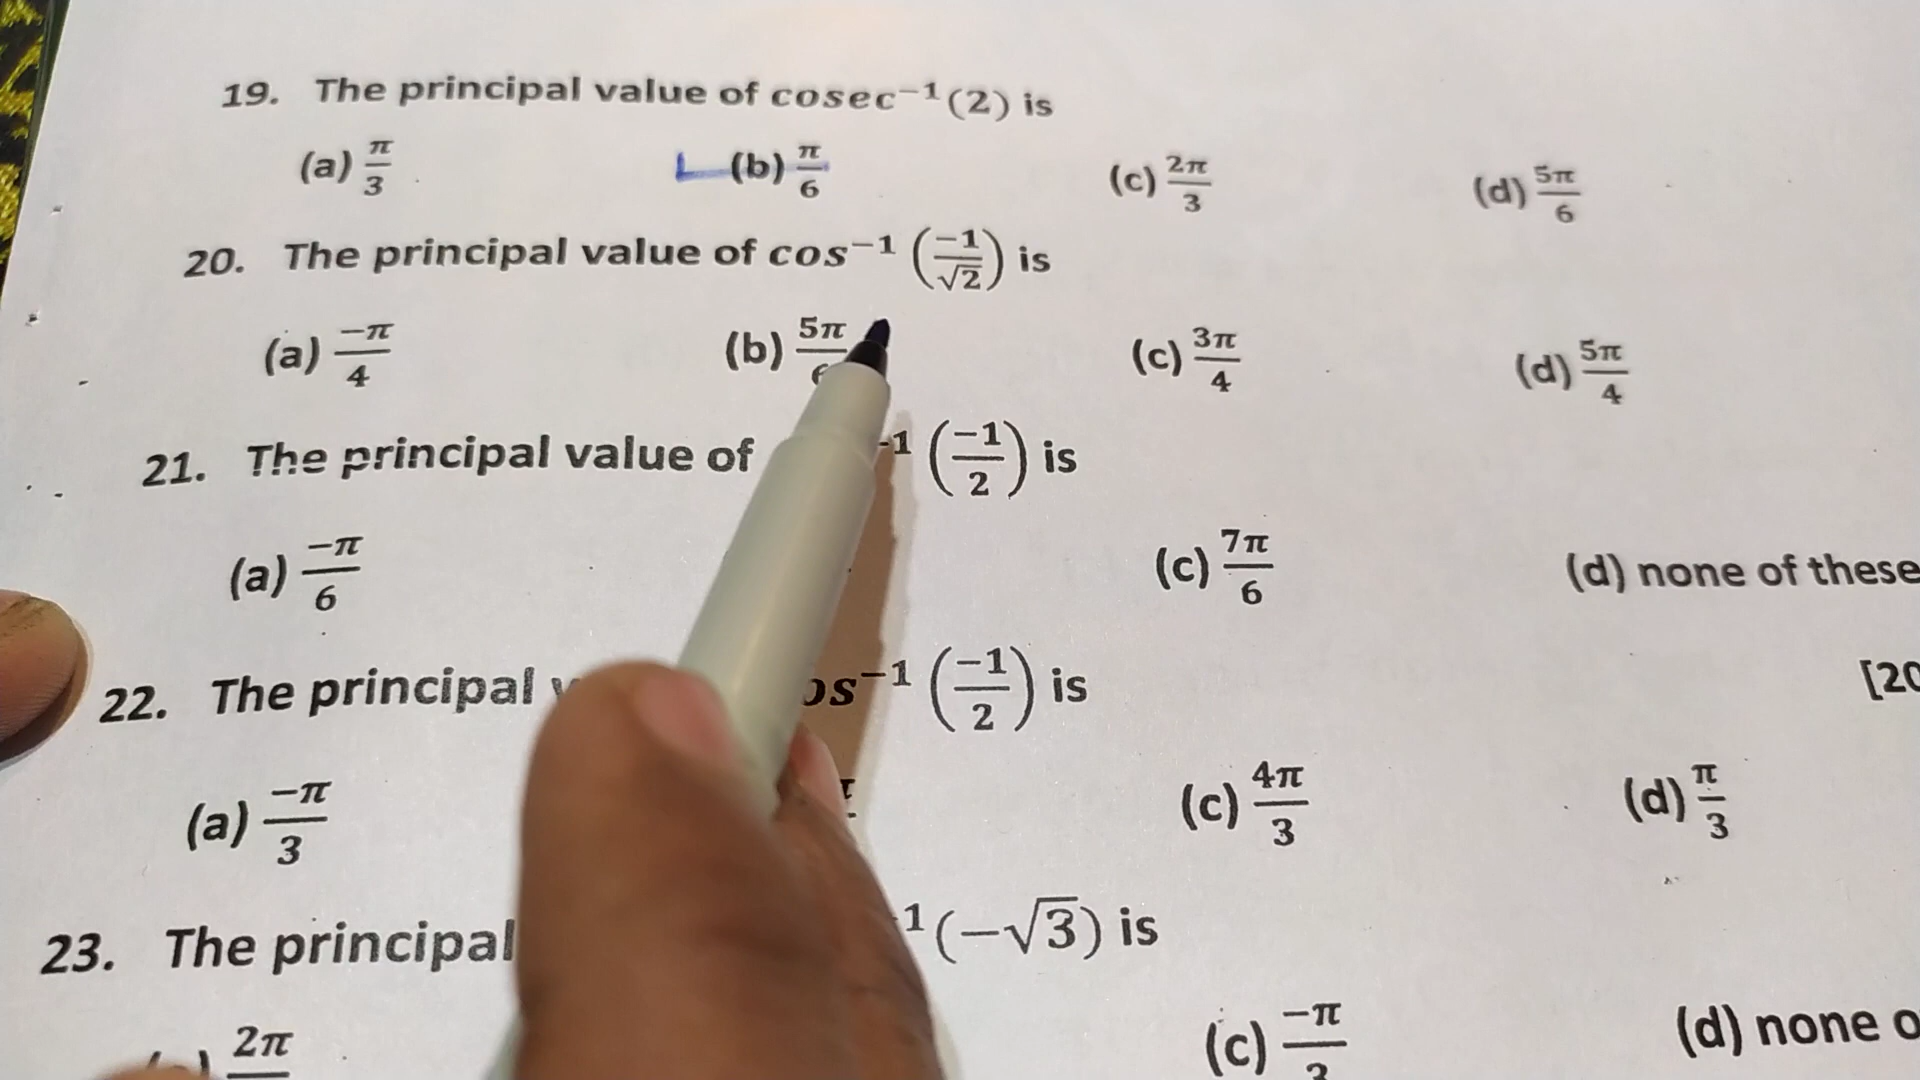 19. The principal value of cosec⁻¹(2) is
(a) π/3 (b) π/6 (c) 2π/3 (d) 5π/6
20. The principal value of cos⁻¹(-1/√2) is
(a) -π/4 (b) 5π (c) 3π/4 (d) 5π/4
21. The principal value of ⁻¹(-1/2) is
(a) -π/6 (c) 7π/6 (d) none of these
22. The principal os⁻¹(-1/2) is
[20
(a) -π/3 (c) 4π/3 (d) π/3
23. The principal ¹(-√3) is
2π (c) -π/3 (d) none o